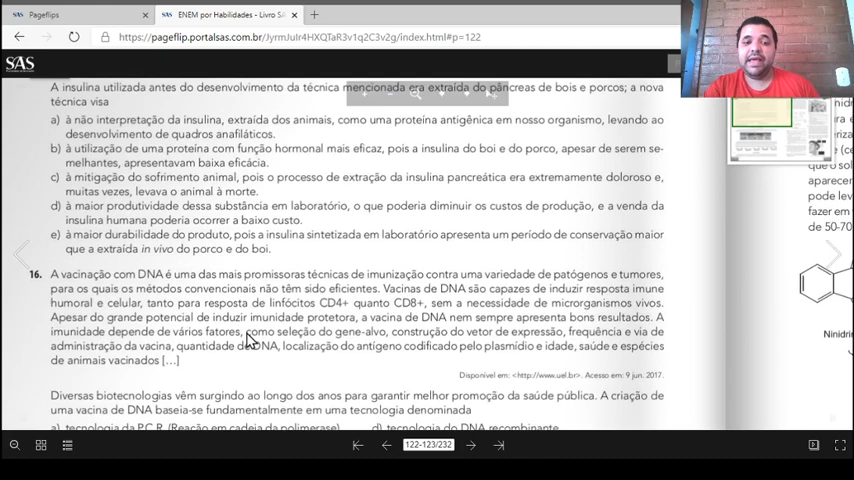 Pageflips
ENEM por Habilidades - Livro SA
https://pageflip.portalsas.com.br/JyrmJuIr4HXQTaR3v1q2C3v2g/index.html#p=122
SAS
A insulina utilizada antes do desenvolvimento da técnica mencionada era extraída do pâncreas de bois e porcos; a nova
técnica visa
a) à não interpretação da insulina, extraída dos animais, como uma proteína antigênica em nosso organismo, levando ao
desenvolvimento de quadros anafiláticos.
b) à utilização de uma proteína com função hormonal mais eficaz, pois a insulina do boi e do porco, apesar de serem se-
melhantes, apresentavam baixa eficácia.
c) à mitigação do sofrimento animal, pois o processo de extração da insulina pancreática era extremamente doloroso e,
muitas vezes, levava o animal à morte.
d) à maior produtividade dessa substância em laboratório, o que poderia diminuir os custos de produção, e a venda da
insulina humana poderia ocorrer a baixo custo.
e) à maior durabilidade do produto, pois a insulina sintetizada em laboratório apresenta um período de conservação maior
que a extraída in vivo do porco e do boi.
16. A vacinação com DNA é uma das mais promissoras técnicas de imunização contra uma variedade de patógenos e tumores,
para os quais os métodos convencionais não têm sido eficientes. Vacinas de DNA são capazes de induzir resposta imune
humoral e celular, tanto para resposta de linfócitos CD4+ quanto CD8+, sem a necessidade de microrganismos vivos.
Apesar do grande potencial de induzir imunidade protetora, a vacina de DNA nem sempre apresenta bons resultados. A
imunidade depende de vários fatores, como seleção do gene-alvo, construção do vetor de expressão, frequência e via de
administração da vacina, quantidade de DNA, localização do antígeno codificado pelo plasmídio e idade, saúde e espécies
de animais vacinados [...]
Disponível em: <http://www.uel.br>. Acesso em: 9 jun. 2017.
Diversas biotecnologias vêm surgindo ao longo dos anos para garantir melhor promoção da saúde pública. A criação de
uma vacina de DNA baseia-se fundamentalmente em uma tecnologia denominada
a) tecnologia da P.C.R. (Reação em cadeia da polimerase). d) tecnologia do DNA recombinante.
que o sol
aparecen
pode lev
fazer em
de 50-70
Ninidrin
122-123/232